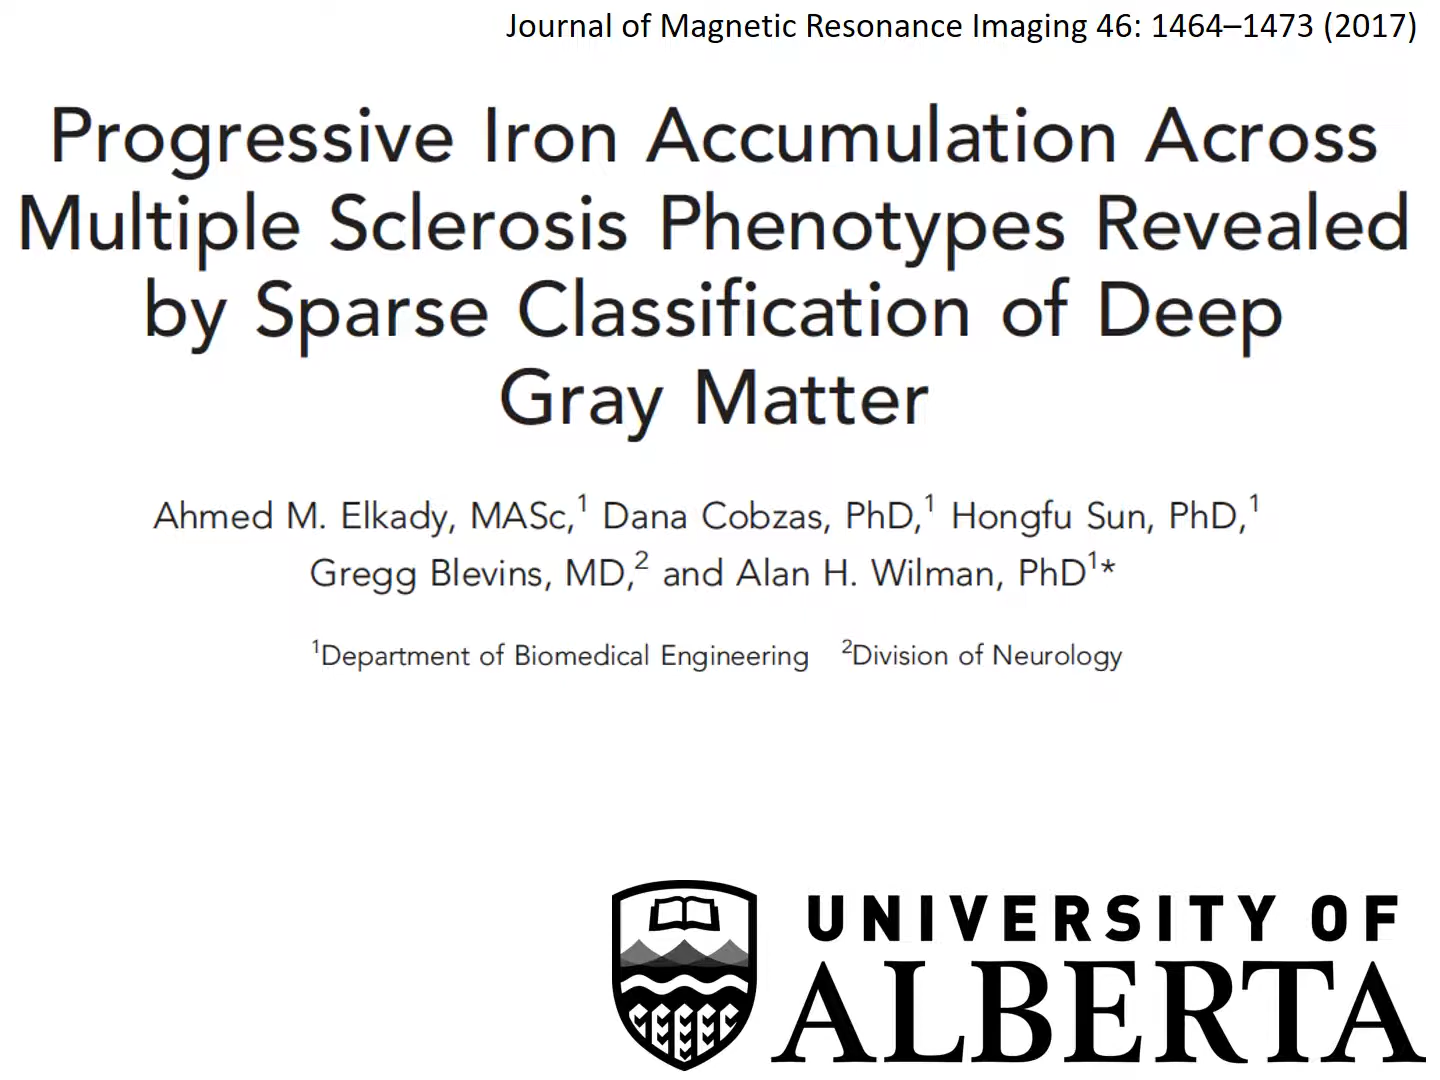 Journal of Magnetic Resonance Imaging 46: 1464–1473 (2017)
Progressive Iron Accumulation Across
Multiple Sclerosis Phenotypes Revealed
by Sparse Classification of Deep
Gray Matter
Ahmed M. Elkady, MASc,1 Dana Cobzas, PhD,1 Hongfu Sun, PhD,1
Gregg Blevins, MD,2 and Alan H. Wilman, PhD1*
1Department of Biomedical Engineering 2Division of Neurology
UNIVERSITY OF
ALBERTA